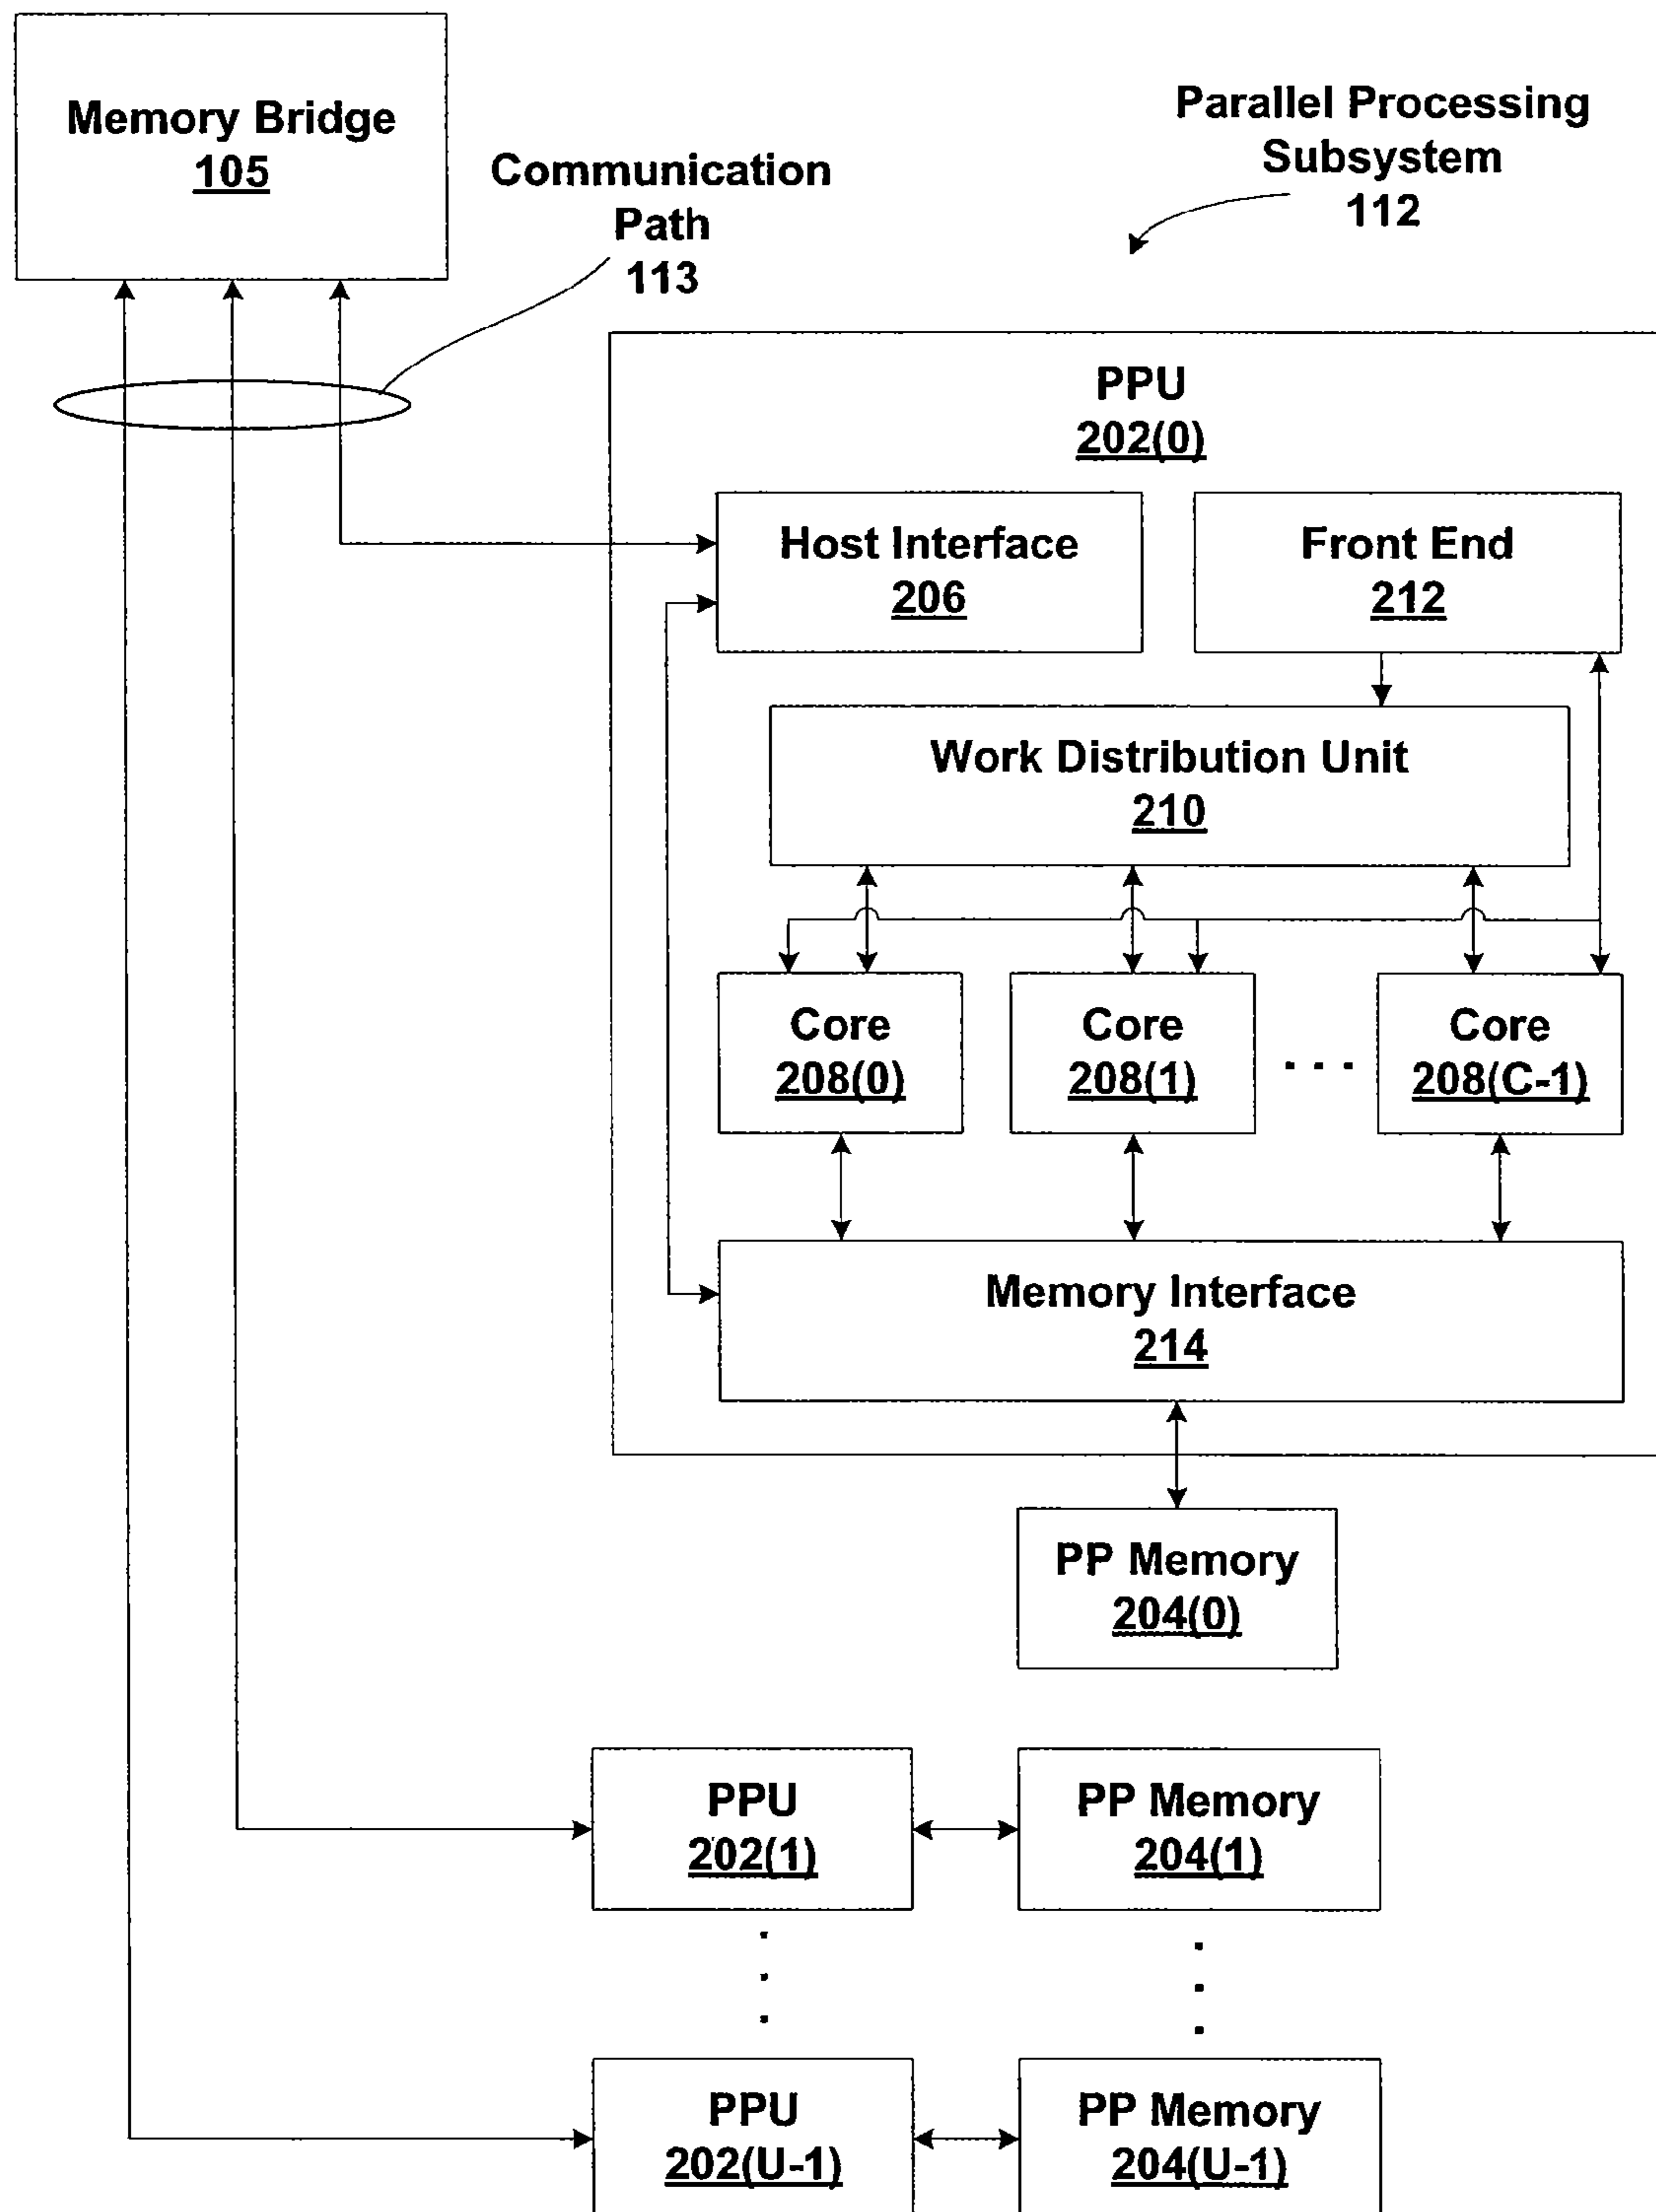 Memory Bridge
105
Communication
Path
113
Parallel Processing
Subsystem
112
PPU
202(0)
Host Interface
206
Front End
212
Work Distribution Unit
210
Core
208(0)
Core
208(1)
. . .
Core
208(C-1)
Memory Interface
214
PP Memory
204(0)
PPU
202(1)
PP Memory
204(1)
PPU
202(U-1)
PP Memory
204(U-1)